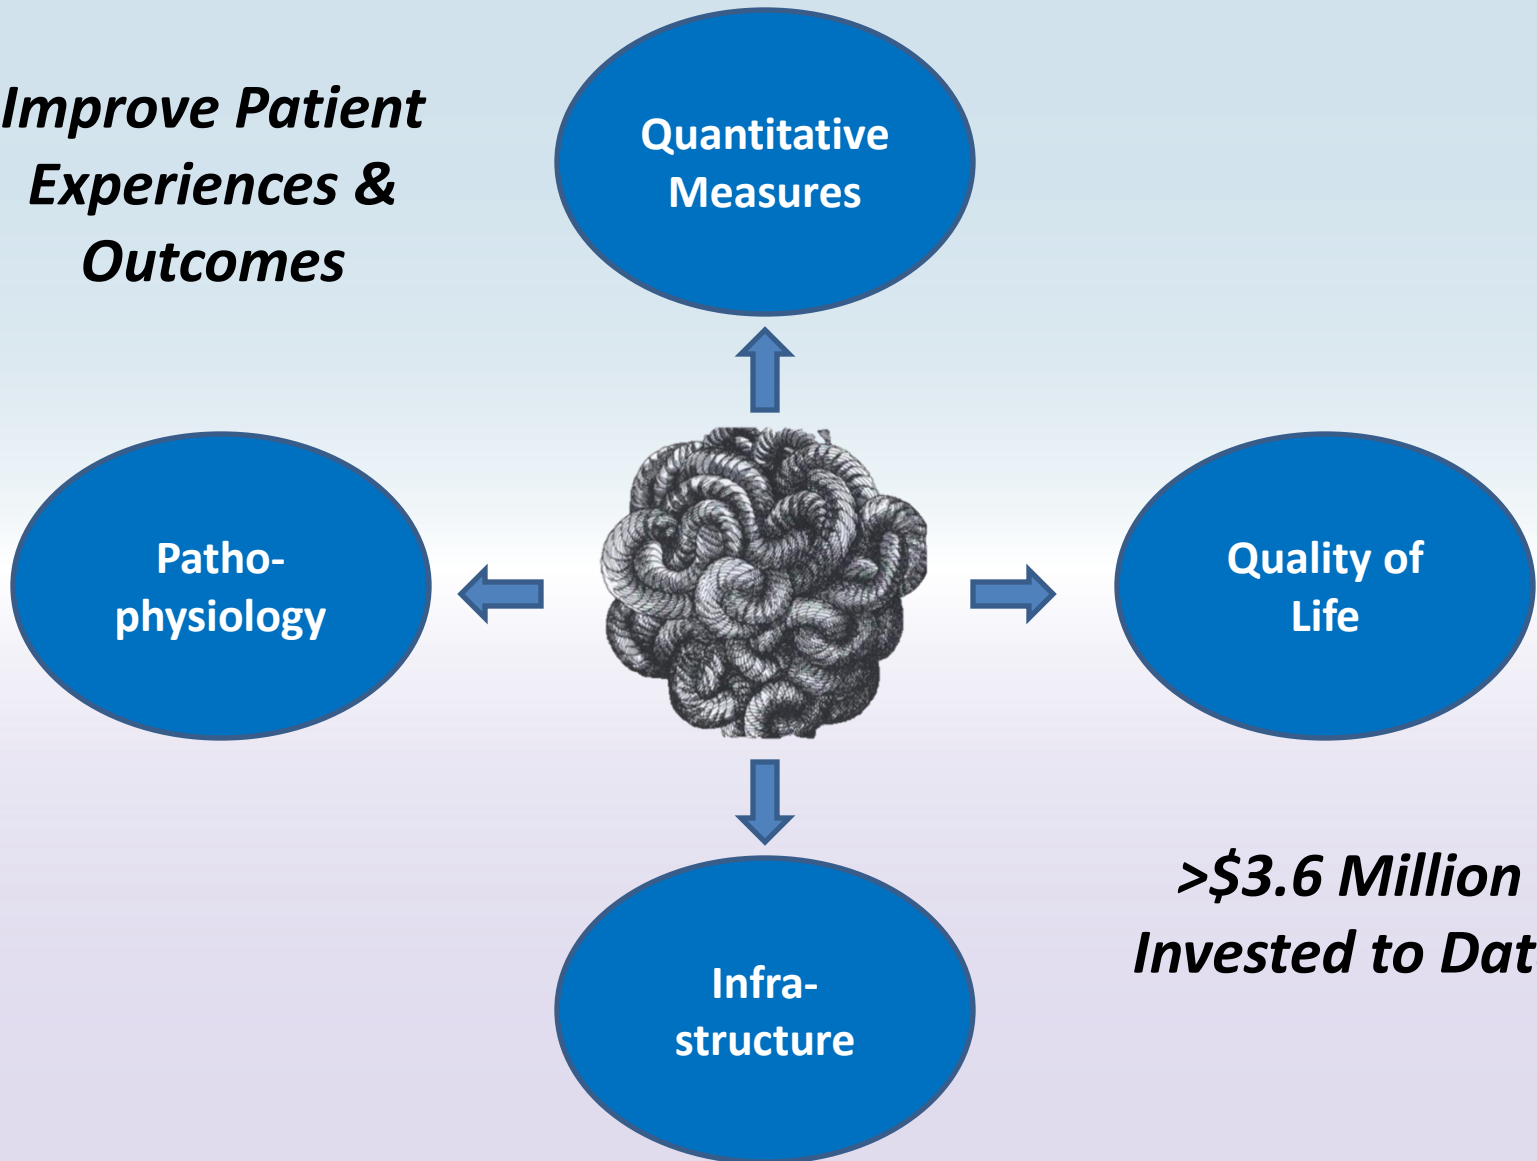 Improve Patient
Experiences &
Outcomes
Quantitative
Measures
Patho-
physiology
Quality of
Life
>$3.6 Million
Invested to Dat
Infra-
structure